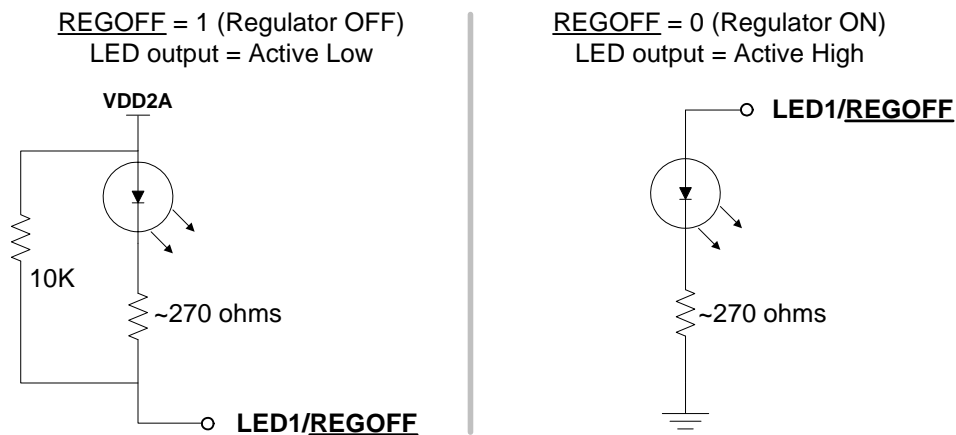 REGOFF = 1 (Regulator OFF)
LED output = Active Low
VDD2A
10K
~270 ohms
LED1/REGOFF
REGOFF = 0 (Regulator ON)
LED output = Active High
LED1/REGOFF
~270 ohms